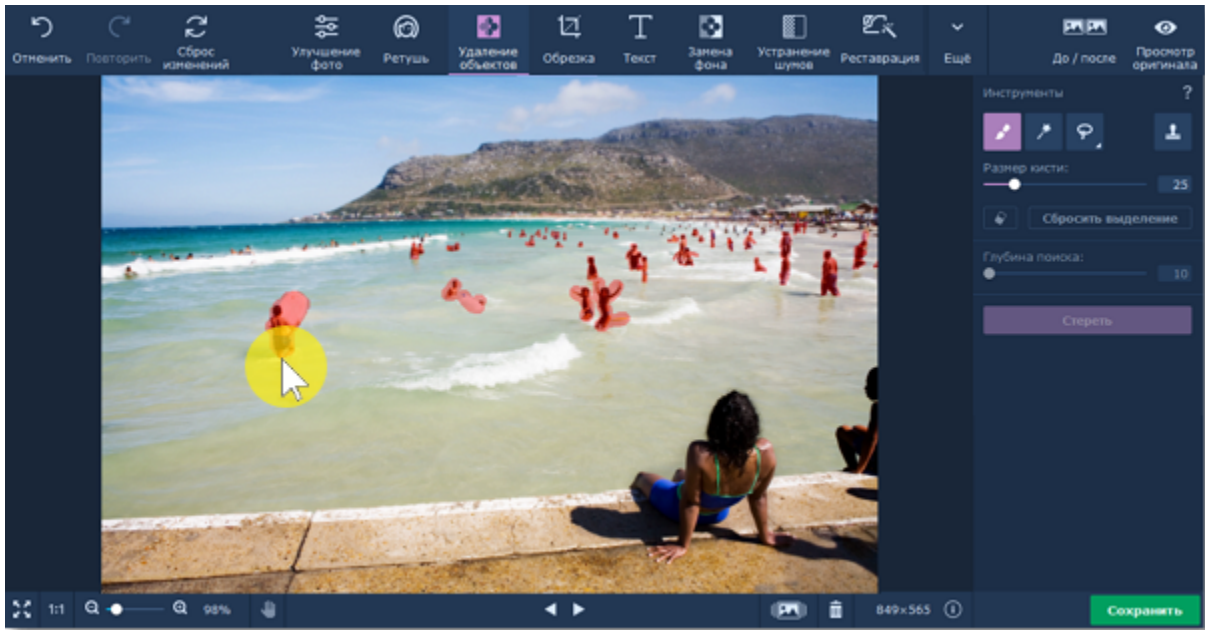 Отменить
Повторить
Сброс
изменений
Улучшение
фото
Ретушь
Удаление
объектов
Обрезка
Текст
Замена
фона
Устранение
шумов
Реставрация
Ещё
До / после
Просмотр
оригинала
Инструменты ?
Размер кисти:
25
Сбросить выделение
Глубина поиска:
10
Стереть
1:1
98%
849×565
Сохранить